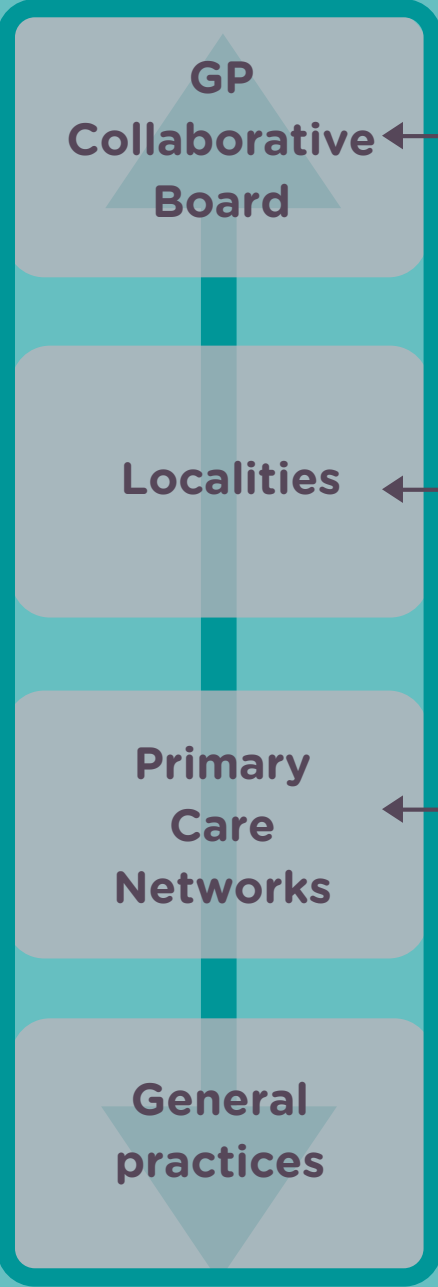 GP
Collaborative
Board
Localities
Primary
Care
Networks
General
practices